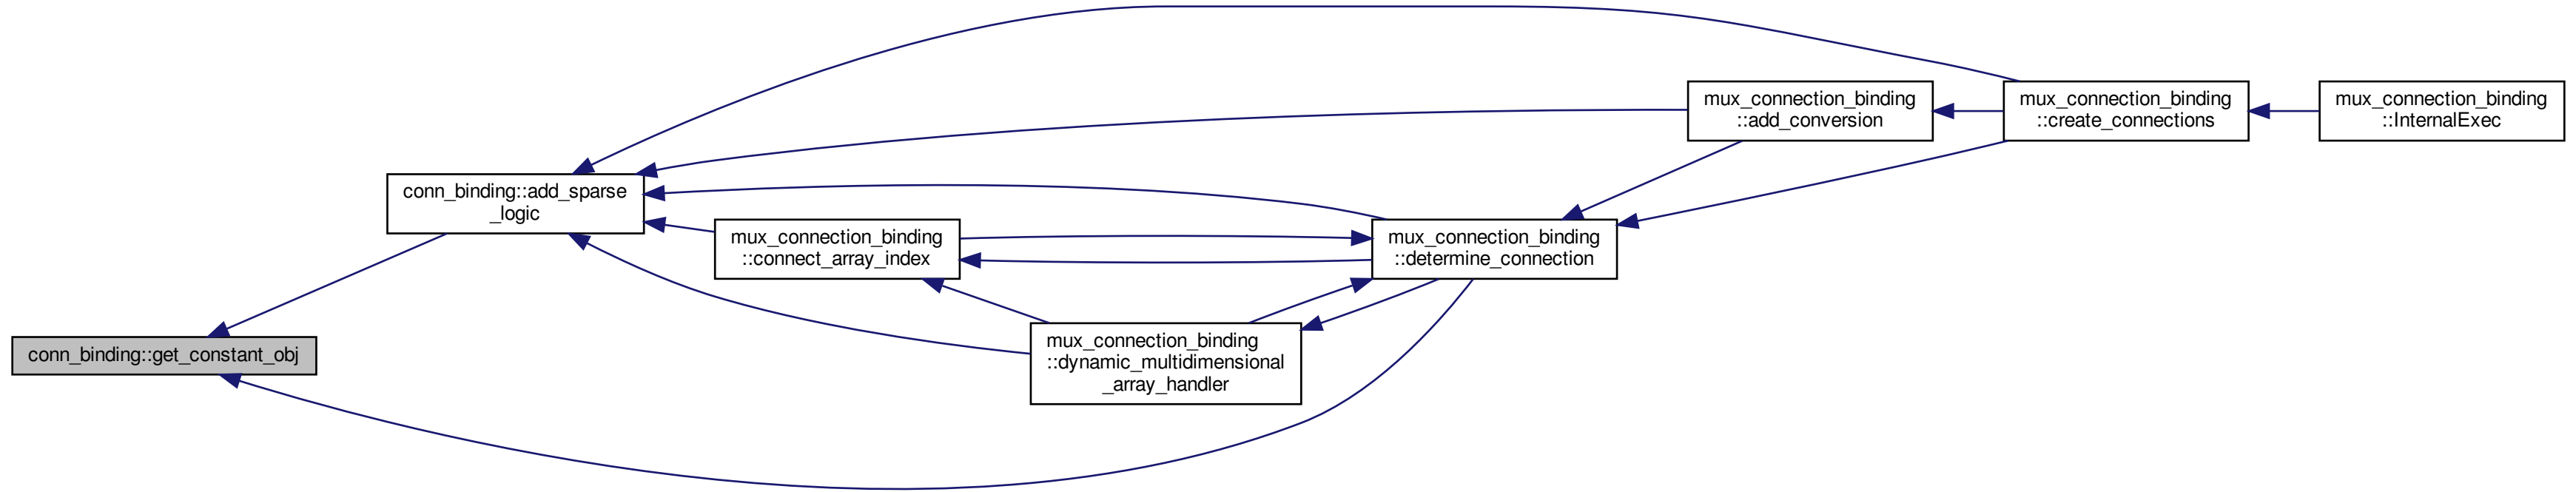 mux_connection_binding
::add_conversion
mux_connection_binding
::create_connections
mux_connection_binding
::InternalExec
conn_binding::add_sparse
_logic
mux_connection_binding
::connect_array_index
mux_connection_binding
::determine_connection
conn_binding::get_constant_obj
mux_connection_binding
::dynamic_multidimensional
_array_handler